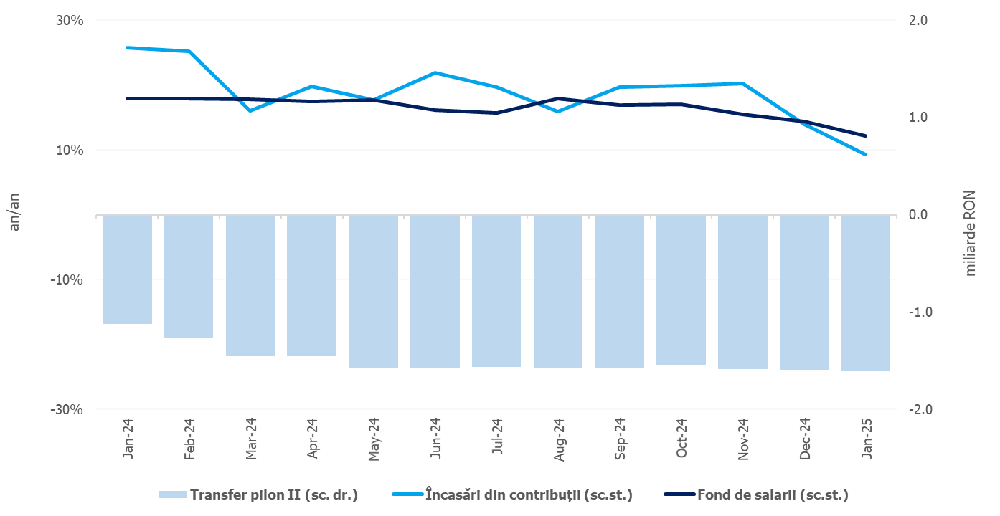 30%
10%
-10%
-30%
an/an
2.0
1.0
0.0
-1.0
-2.0
miliarde RON
Jan-24
Feb-24
Mar-24
Apr-24
May-24
Jun-24
Jul-24
Aug-24
Sep-24
Oct-24
Nov-24
Dec-24
Jan-25
Transfer pilon II (sc. dr.)
Încasări din contribuții (sc.st.)
Fond de salarii (sc.st.)